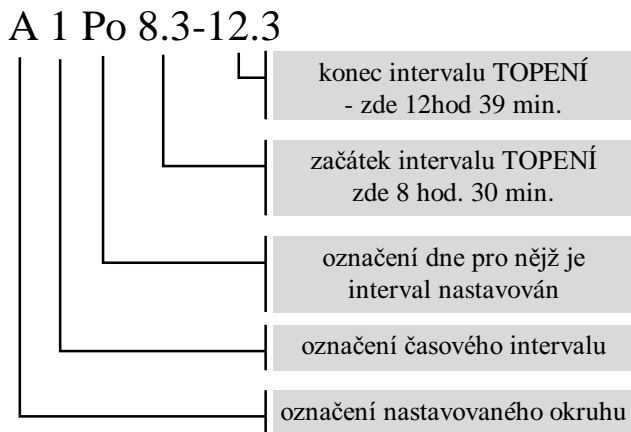 A 1 Po 8.3-12.3
konec intervalu TOPENÍ
- zde 12hod 39 min.
začátek intervalu TOPENÍ
zde 8 hod. 30 min.
označení dne pro nějž je
interval nastavován
označení časového intervalu
označení nastavovaného okruhu